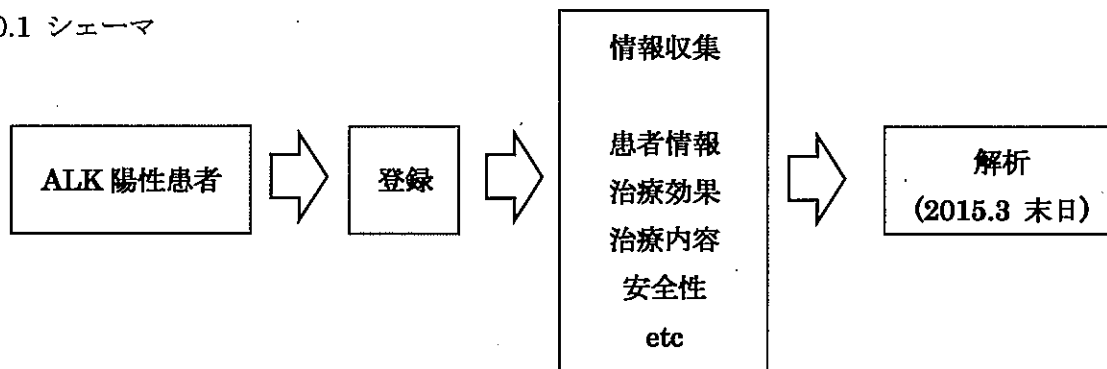 0.1 シェーマ
ALK 陽性患者
登録
情報収集
患者情報
治療効果
治療内容
安全性
etc
解析
(2015.3 末日)